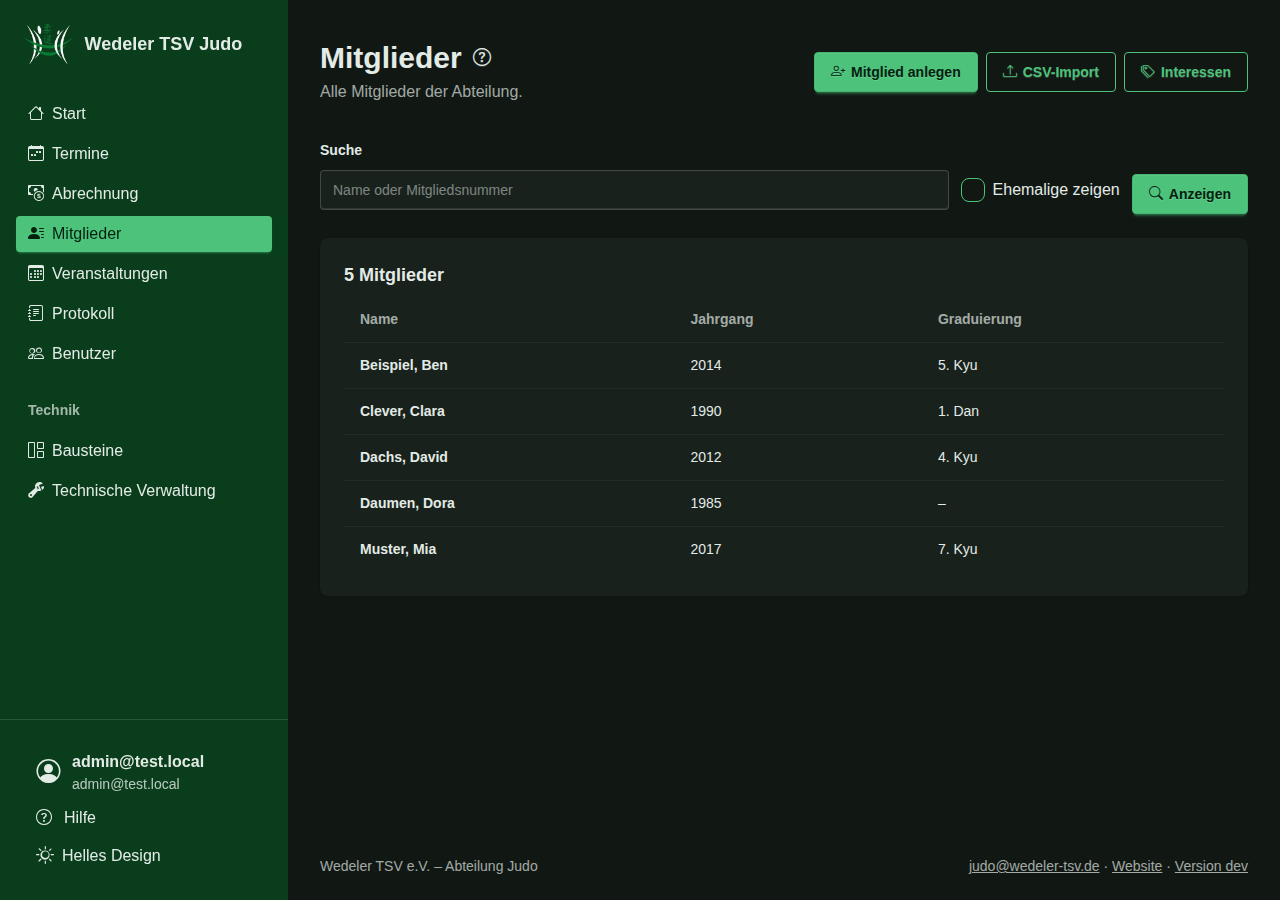 Wedeler TSV Judo
Start
Termine
Abrechnung
Mitglieder
Veranstaltungen
Protokoll
Benutzer
Technik
Bausteine
Technische Verwaltung
admin@test.local
admin@test.local
Hilfe
Helles Design
Mitglieder
Alle Mitglieder der Abteilung.
Mitglied anlegen CSV-Import Interessen
Suche
Name oder Mitgliedsnummer Ehemalige zeigen Anzeigen
5 Mitglieder
Name Jahrgang Graduierung
Beispiel, Ben 2014 5. Kyu
Clever, Clara 1990 1. Dan
Dachs, David 2012 4. Kyu
Daumen, Dora 1985 –
Muster, Mia 2017 7. Kyu
Wedeler TSV e.V. – Abteilung Judo judo@wedeler-tsv.de · Website · Version dev